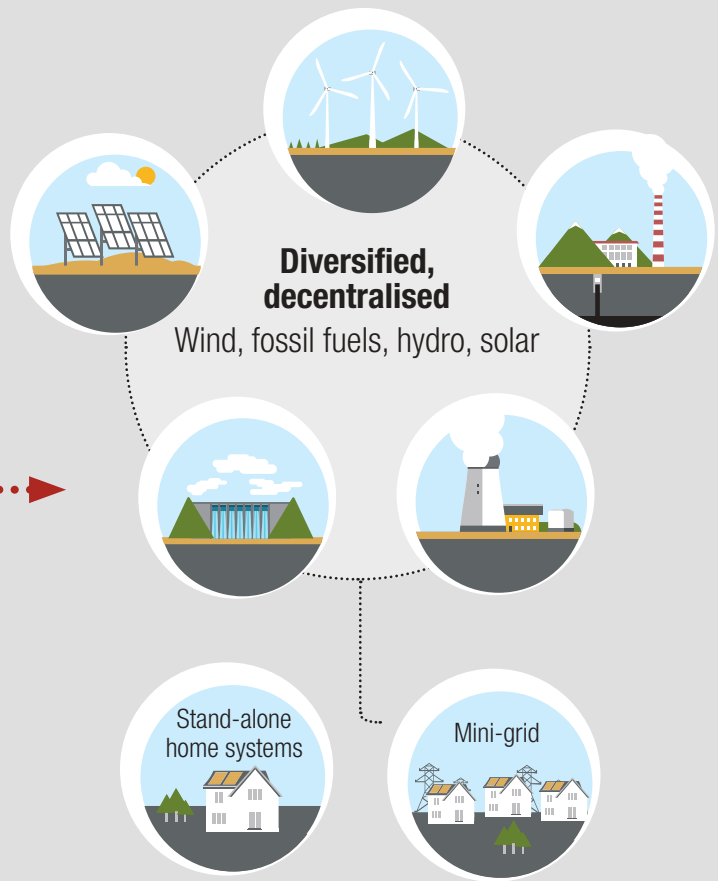 Diversified,
decentralised
Wind, fossil fuels, hydro, solar
Stand-alone
home systems
Mini-grid